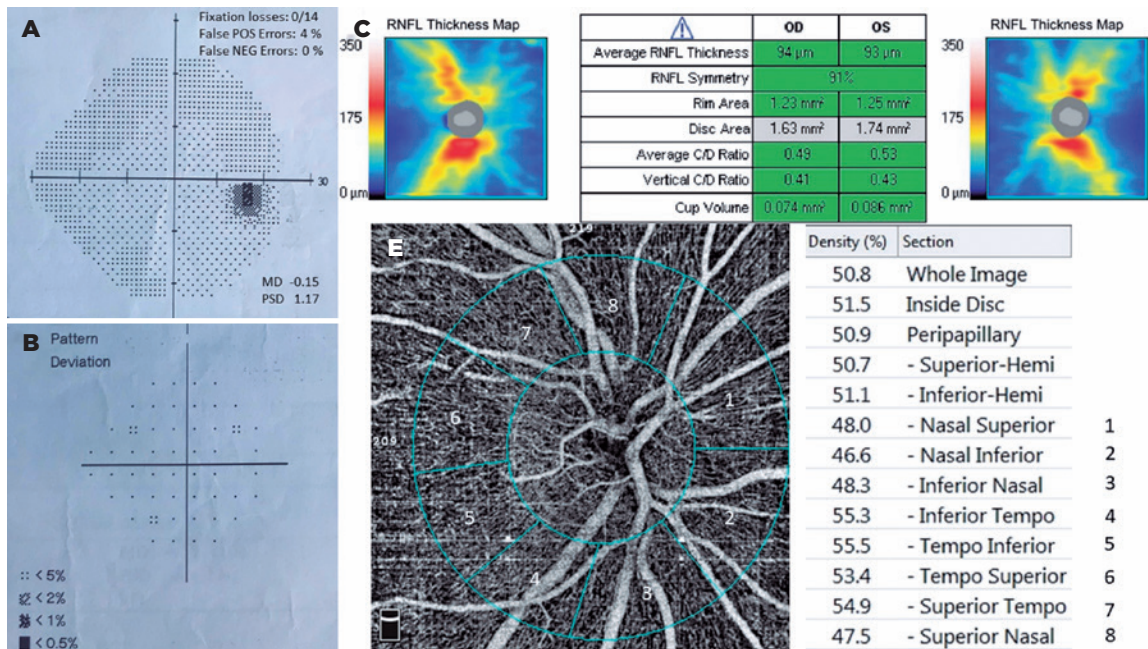 A
Fixation losses: 0/14
False POS Errors: 4 %
False NEG Errors: 0 %
30
MD -0.15
PSD 1.17
B
Pattern
Deviation
:: < 5%
< 2%
< 1%
< 0.5%
C
RNFL Thickness Map
350
175
0 µm
OD OS
Average RNFL Thickness 94 µm 93 µm
RNFL Symmetry 91%
Rim Area 1.23 mm² 1.25 mm²
Disc Area 1.63 mm² 1.74 mm²
Average C/D Ratio 0.49 0.53
Vertical C/D Ratio 0.41 0.43
Cup Volume 0.074 mm³ 0.086 mm³
RNFL Thickness Map
350
175
0 µm
E
219
209
8
7
1
6
5
2
4
3
Density (%) Section
50.8 Whole Image
51.5 Inside Disc
50.9 Peripapillary
50.7 - Superior-Hemi
51.1 - Inferior-Hemi
48.0 - Nasal Superior 1
46.6 - Nasal Inferior 2
48.3 - Inferior Nasal 3
55.3 - Inferior Tempo 4
55.5 - Tempo Inferior 5
53.4 - Tempo Superior 6
54.9 - Superior Tempo 7
47.5 - Superior Nasal 8